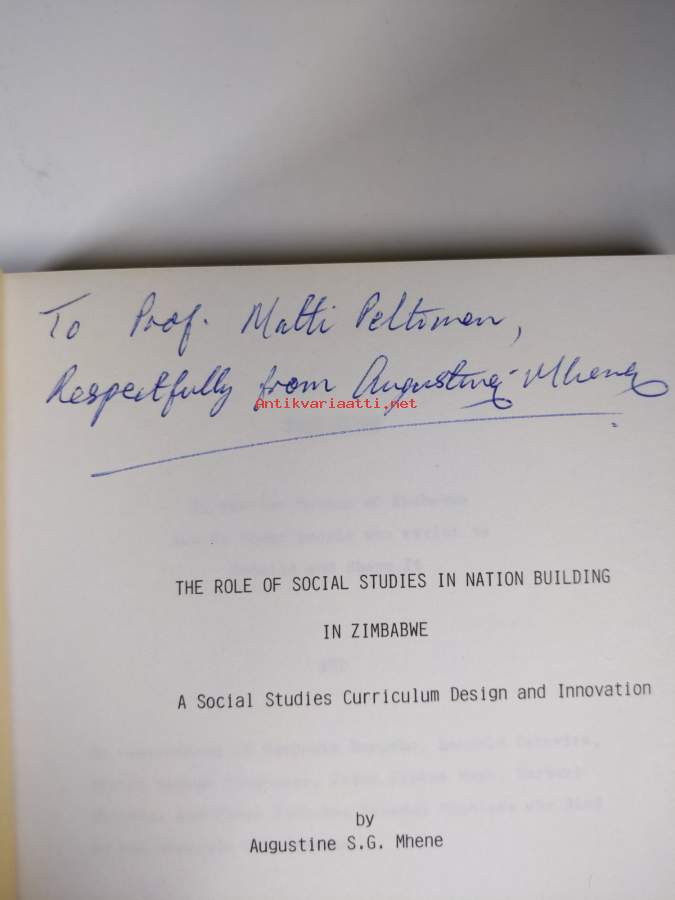 To Prof. Matti Peltonen,
Respectfully from Augustine Mhene
Antikvariaatti.net
THE ROLE OF SOCIAL STUDIES IN NATION BUILDING
IN ZIMBABWE
A Social Studies Curriculum Design and Innovation
by
Augustine S.G. Mhene